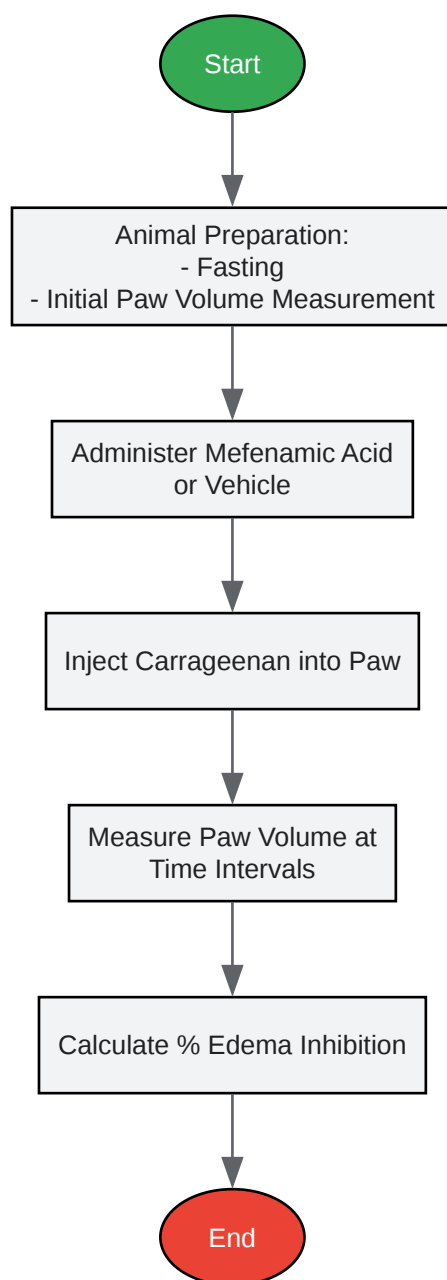 Start
Animal Preparation:
- Fasting
- Initial Paw Volume Measurement
Administer Mefenamic Acid
or Vehicle
Inject Carrageenan into Paw
Measure Paw Volume at
Time Intervals
Calculate % Edema Inhibition
End